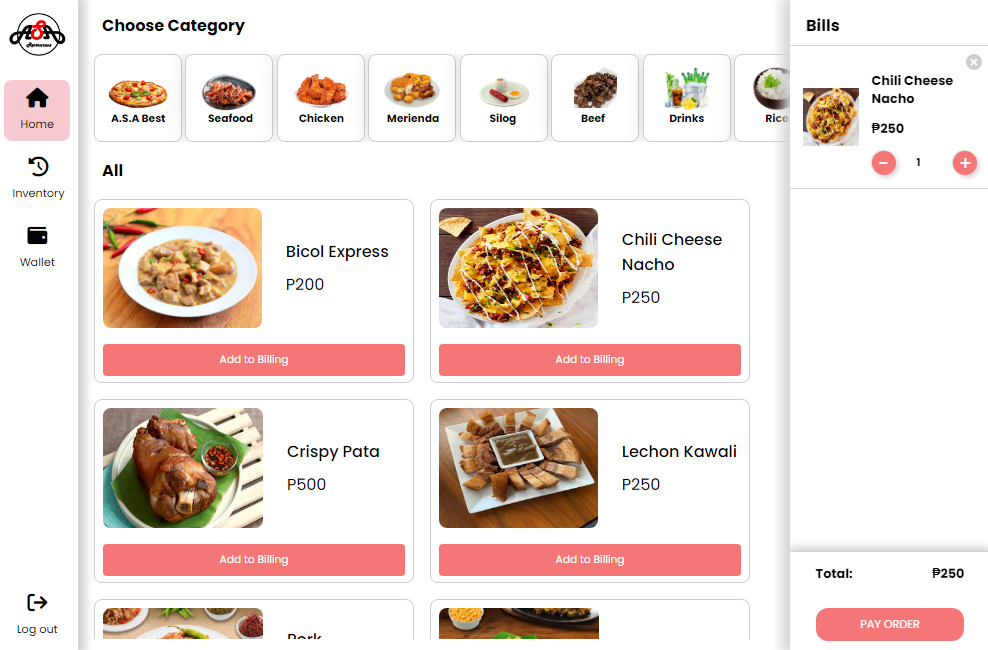 ASA
Restaurant
Home
Inventory
Wallet
Log out
Choose Category
A.S.A Best
Seafood
Chicken
Merienda
Silog
Beef
Drinks
Rice
All
Bicol Express
P200
Add to Billing
Chili Cheese
Nacho
P250
Add to Billing
Crispy Pata
P500
Add to Billing
Lechon Kawali
P250
Add to Billing
Pork
Bills
Chili Cheese
Nacho
₱250
1
Total: ₱250
PAY ORDER